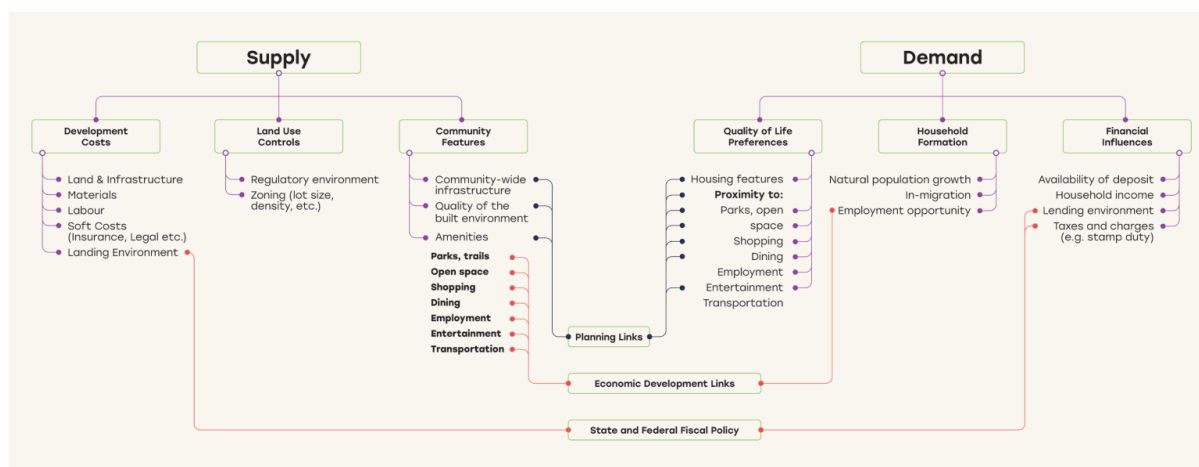 Supply
Demand
Development
Costs
Land Use
Controls
Community
Features
Quality of Life
Preferences
Household
Formation
Financial
Influences
Land & Infrastructure
Materials
Labour
Soft Costs
(Insurance, Legal etc.)
Landing Environment
Regulatory environment
Zoning (lot size,
density, etc.)
Community-wide
infrastructure
Quality of the
built environment
Amenities
Parks, trails
Open space
Shopping
Dining
Employment
Entertainment
Transportation
Housing features
Proximity to:
Parks, open
space
Shopping
Dining
Employment
Entertainment
Transportation
Natural population growth
In-migration
Employment opportunity
Availability of deposit
Household income
Lending environment
Taxes and charges
(e.g. stamp duty)
Planning Links
Economic Development Links
State and Federal Fiscal Policy